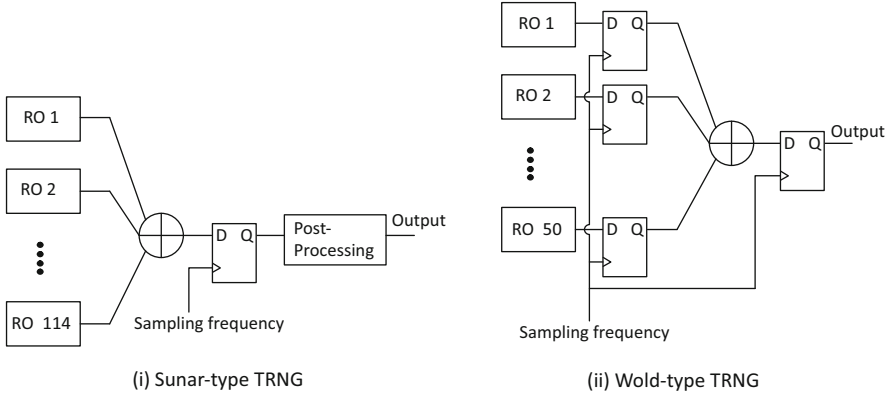 RO 1
RO 2
RO 114
D Q
Post-
Processing
Output
Sampling frequency
(i) Sunar-type TRNG
RO 1
D Q
RO 2
D Q
RO 50
D Q
D Q
Output
Sampling frequency
(ii) Wold-type TRNG